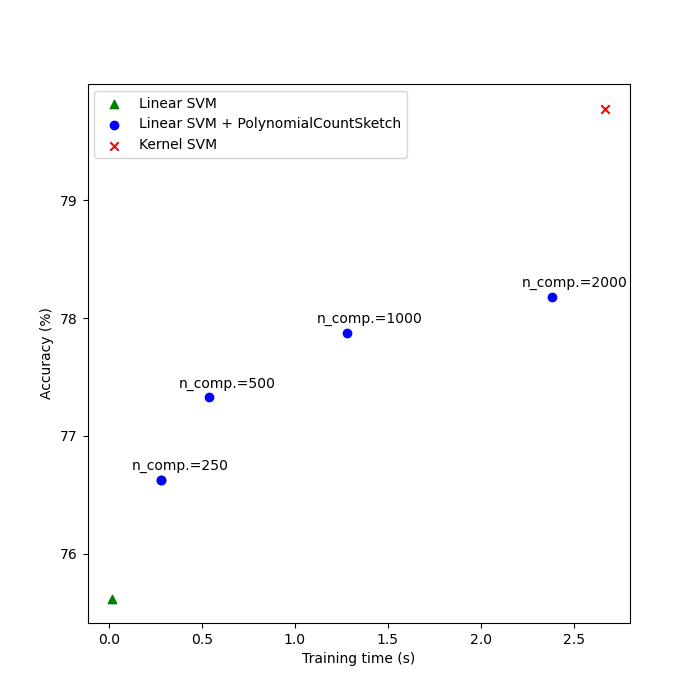 Linear SVM
Linear SVM + PolynomialCountSketch
Kernel SVM
79
78
77
76
n_comp.=2000
n_comp.=1000
n_comp.=500
n_comp.=250
Accuracy (%)
0.0 0.5 1.0 1.5 2.0 2.5
Training time (s)